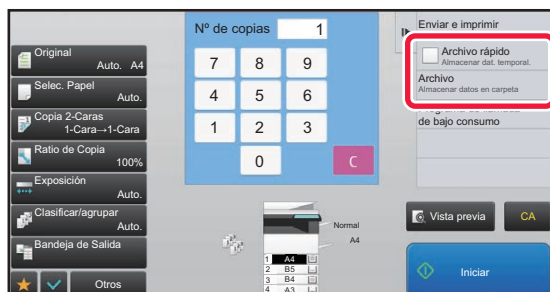 Original
Auto. A4
Selec. Papel
Auto.
Copia 2-Caras
1-Cara→1-Cara
Ratio de Copia
100%
Exposición
Auto.
Clasificar/agrupar
Auto.
Bandeja de Salida
Otros
Nº de copias 1
7 8 9
4 5 6
1 2 3
0 C
Normal
A4
1 A4
2 B5
3 B4
4 A3
Enviar e imprimir
Archivo rápido
Almacenar dat. temporal.
Archivo
Almacenar datos en carpeta
de bajo consumo
Vista previa
CA
Iniciar